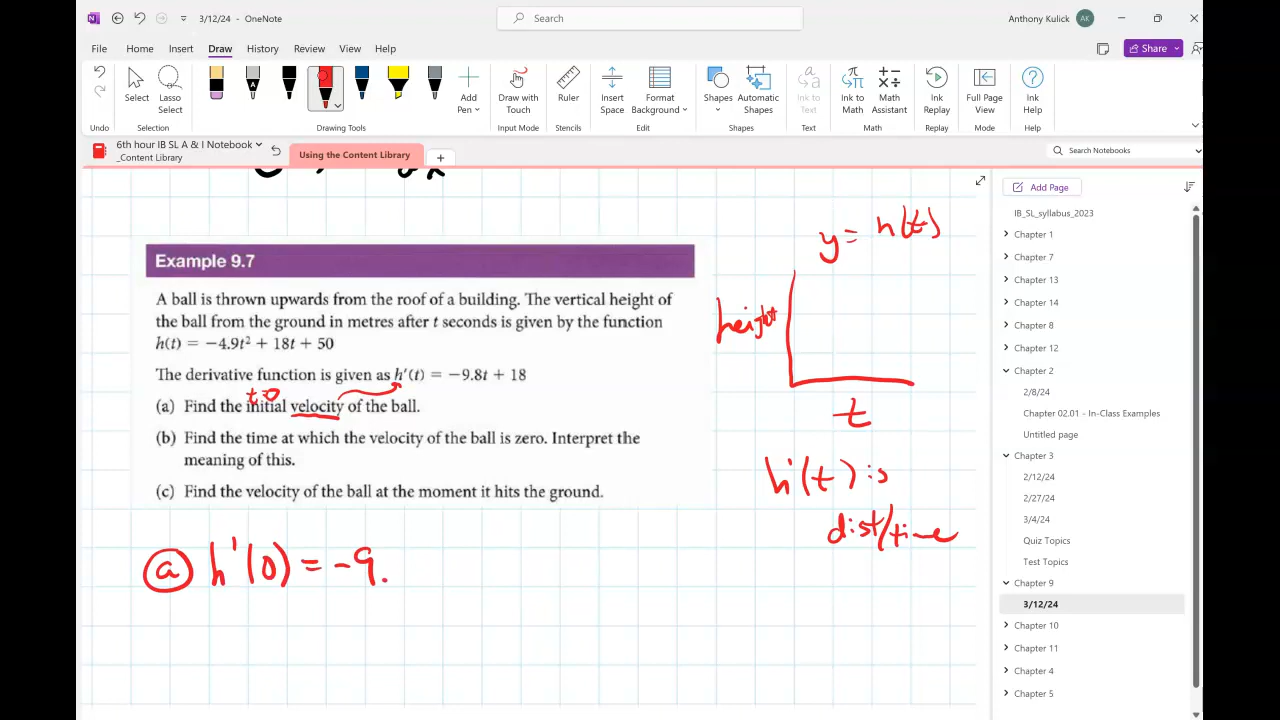 3/12/24 - OneNote
Search
Anthony Kulick
AK
File Home Insert Draw History Review View Help
Share
Select
Lasso Select
Add Pen
Draw with Touch
Ruler
Insert Space
Format Background
Shapes
Automatic Shapes
Ink to Text
Ink to Math
Math Assistant
Ink Replay
Full Page View
Ink Help
Undo
Selection
Drawing Tools
Input Mode
Stencils
Edit
Shapes
Text
Math
Replay
Mode
Help
6th hour IB SL A & I Notebook
_Content Library
Using the Content Library
Search Notebooks
Add Page
IB_SL_syllabus_2023
Chapter 1
Chapter 7
Chapter 13
Chapter 14
Chapter 8
Chapter 12
Chapter 2
2/8/24
Chapter 02.01 - In-Class Examples
Untitled page
Chapter 3
2/12/24
2/27/24
3/4/24
Quiz Topics
Test Topics
Chapter 9
3/12/24
Chapter 10
Chapter 11
Chapter 4
Chapter 5
Example 9.7
A ball is thrown upwards from the roof of a building. The vertical height of
the ball from the ground in metres after t seconds is given by the function
h(t) = −4.9t² + 18t + 50
The derivative function is given as h′(t) = −9.8t + 18
t=0
(a) Find the initial velocity of the ball.
(b) Find the time at which the velocity of the ball is zero. Interpret the
meaning of this.
(c) Find the velocity of the ball at the moment it hits the ground.
y = h(t)
height
t
h'(t) is
dist/time
a h'(0) = -9.